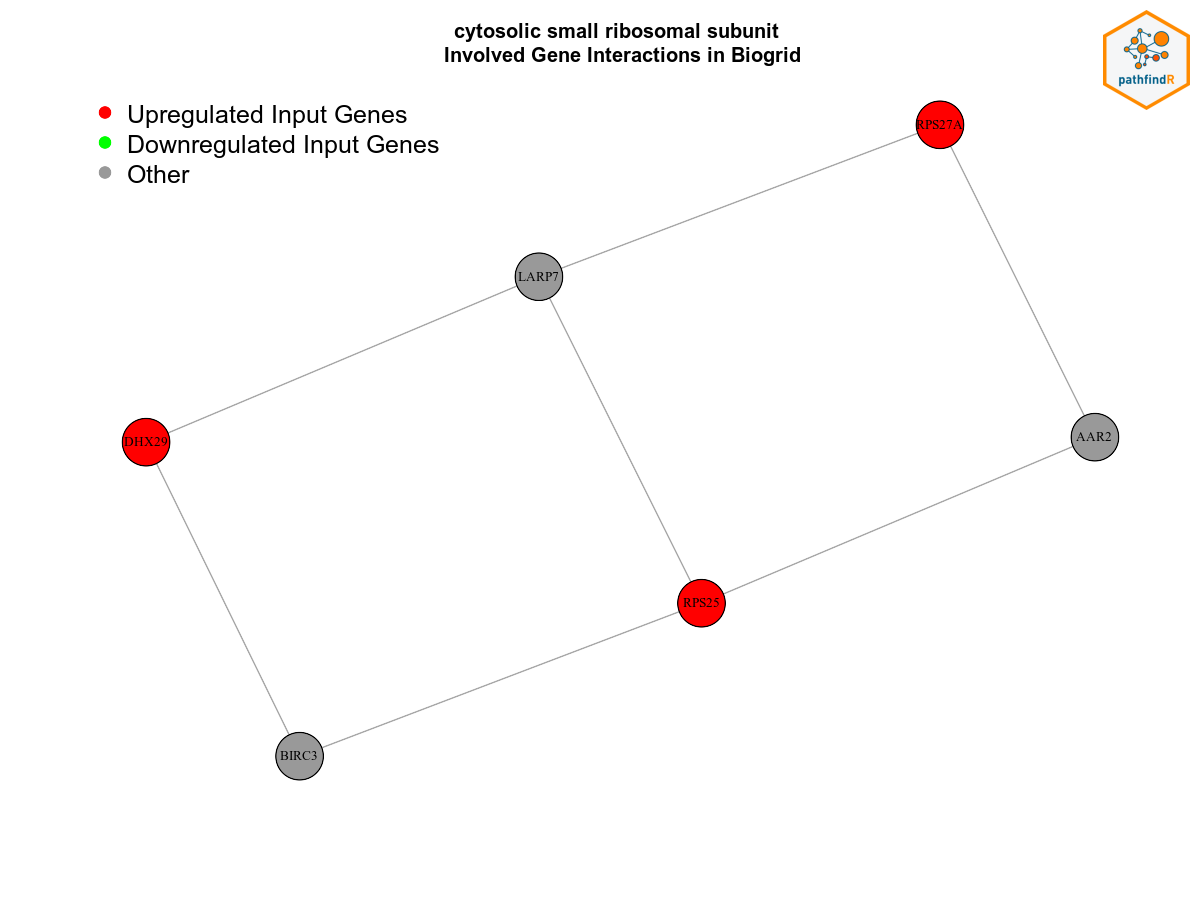 cytosolic small ribosomal subunit
Involved Gene Interactions in Biogrid
pathfindR
Upregulated Input Genes
Downregulated Input Genes
Other
RPS27A
LARP7
DHX29
AAR2
RPS25
BIRC3